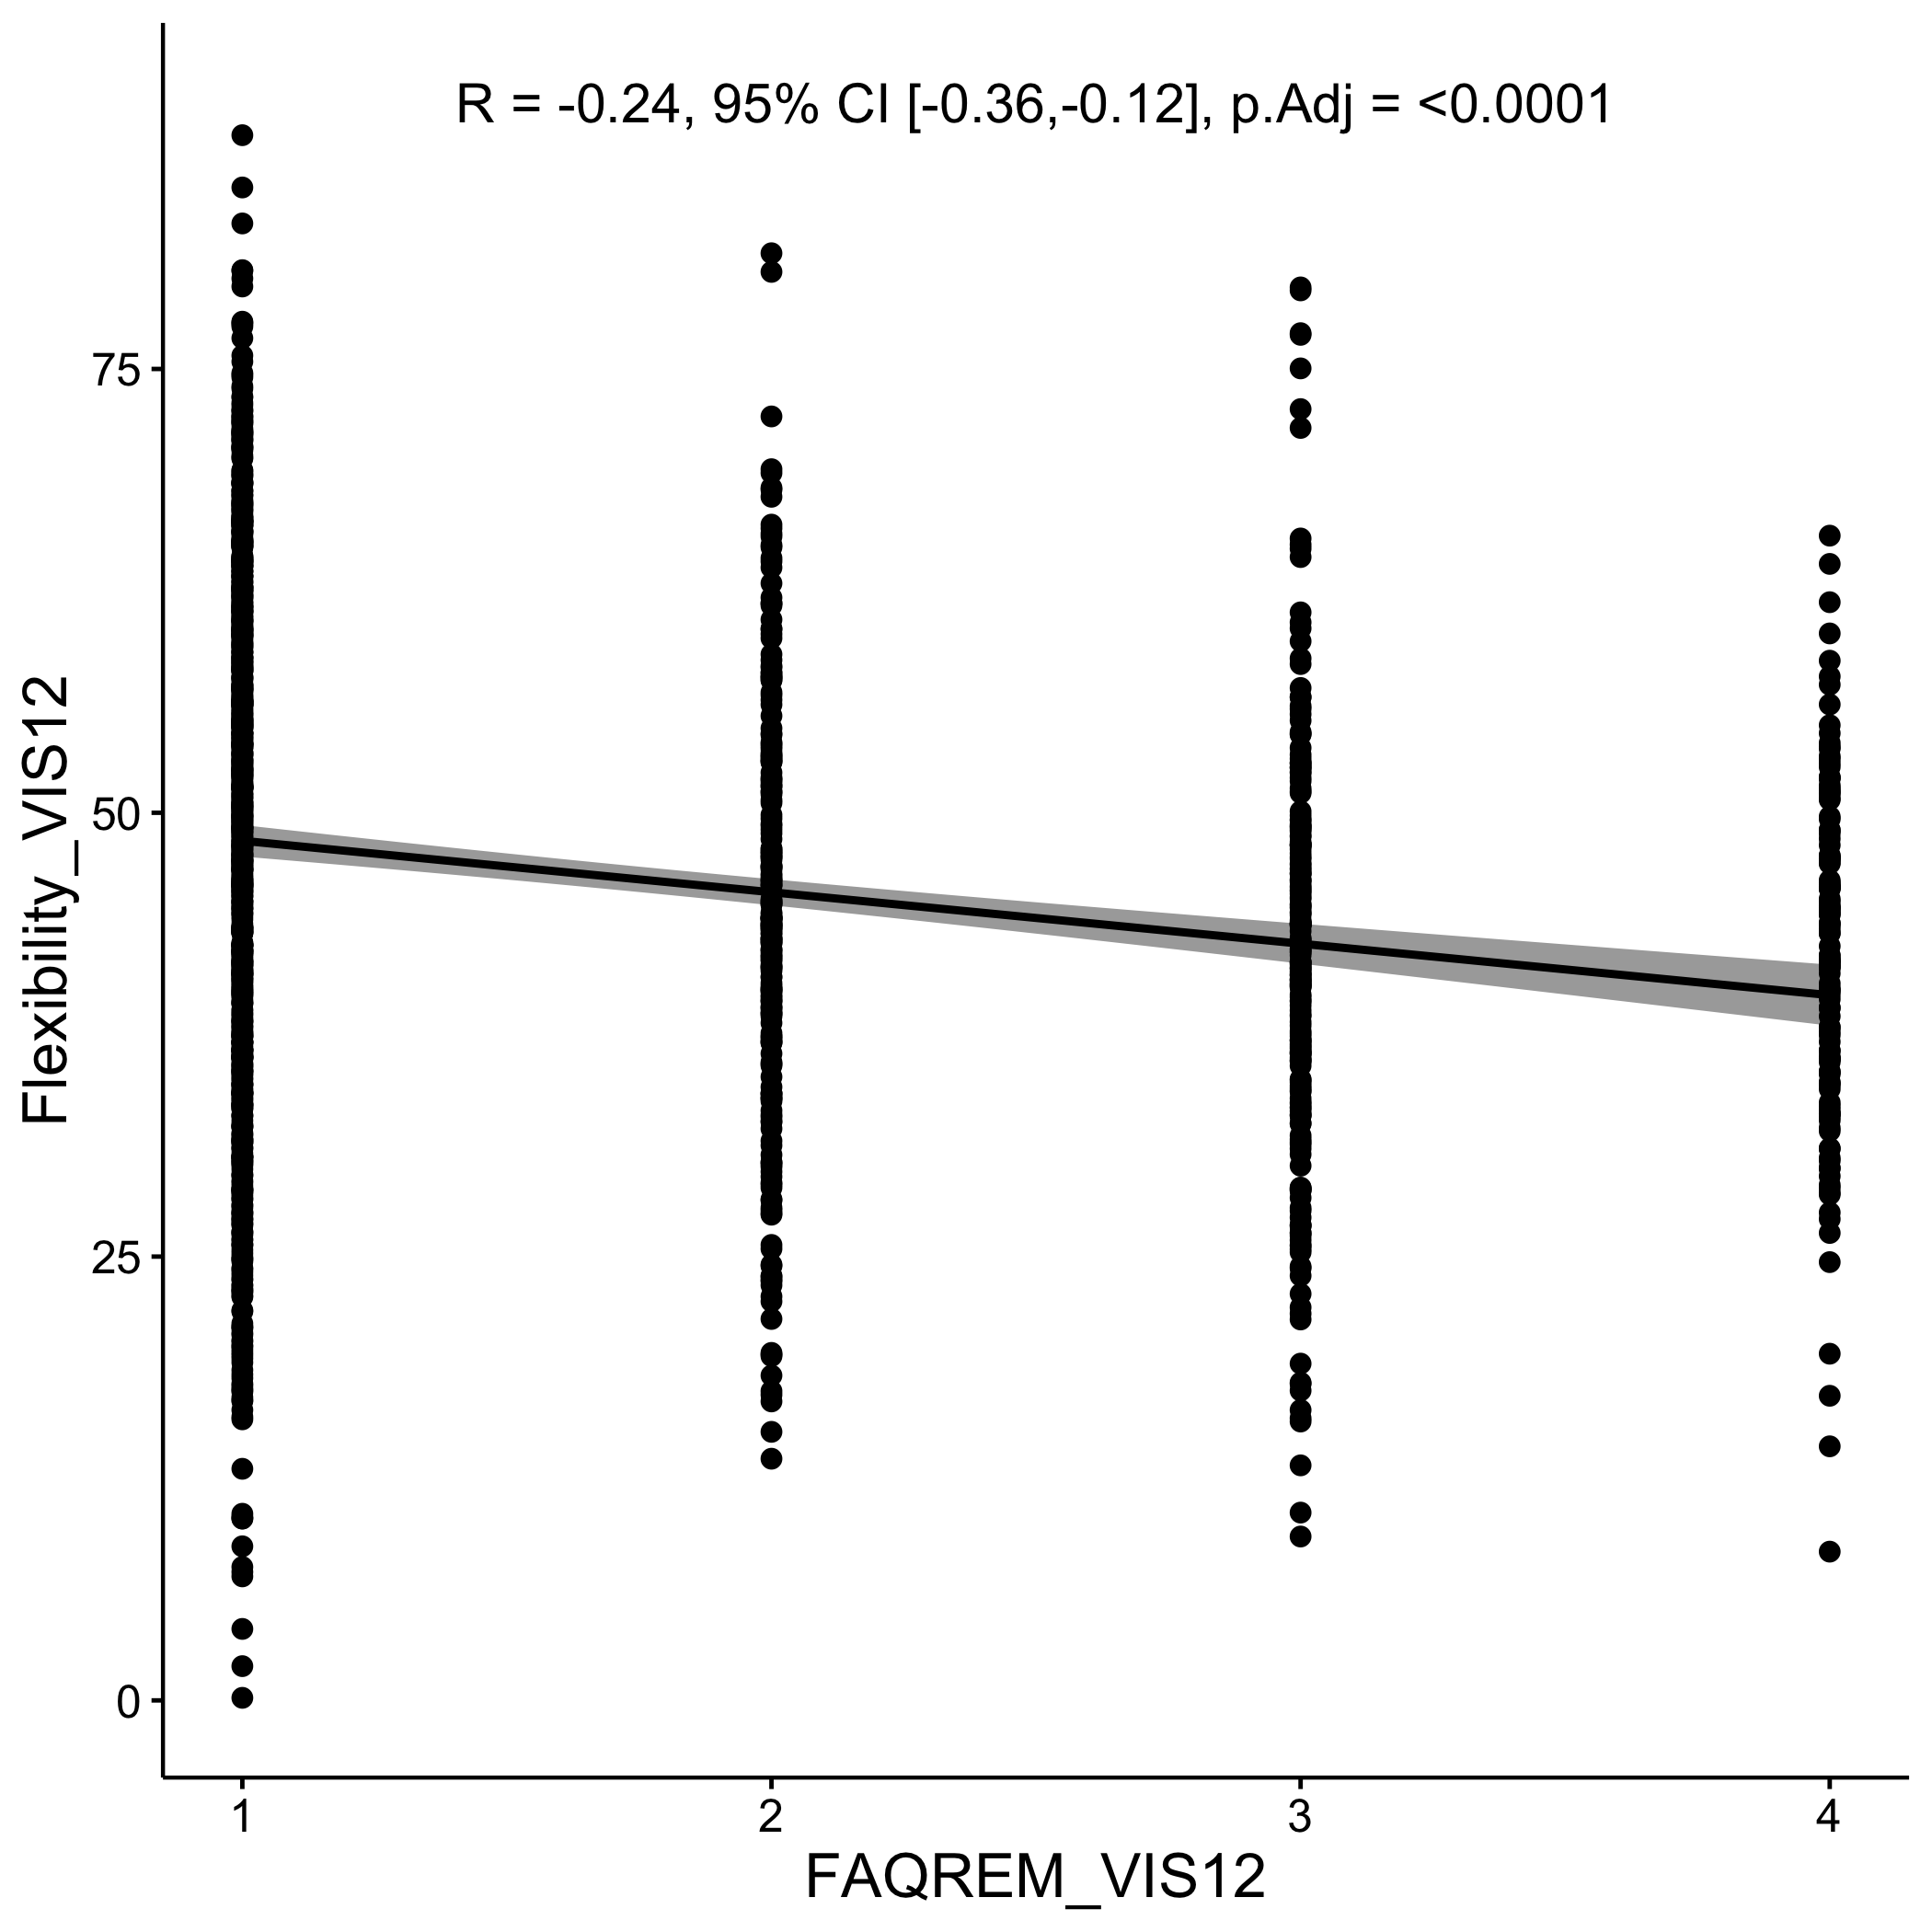 R = -0.24, 95% CI [-0.36,-0.12], p.Adj = <0.0001
75
50
25
0
Flexibility_VIS12
1 2 3 4
FAQREM_VIS12